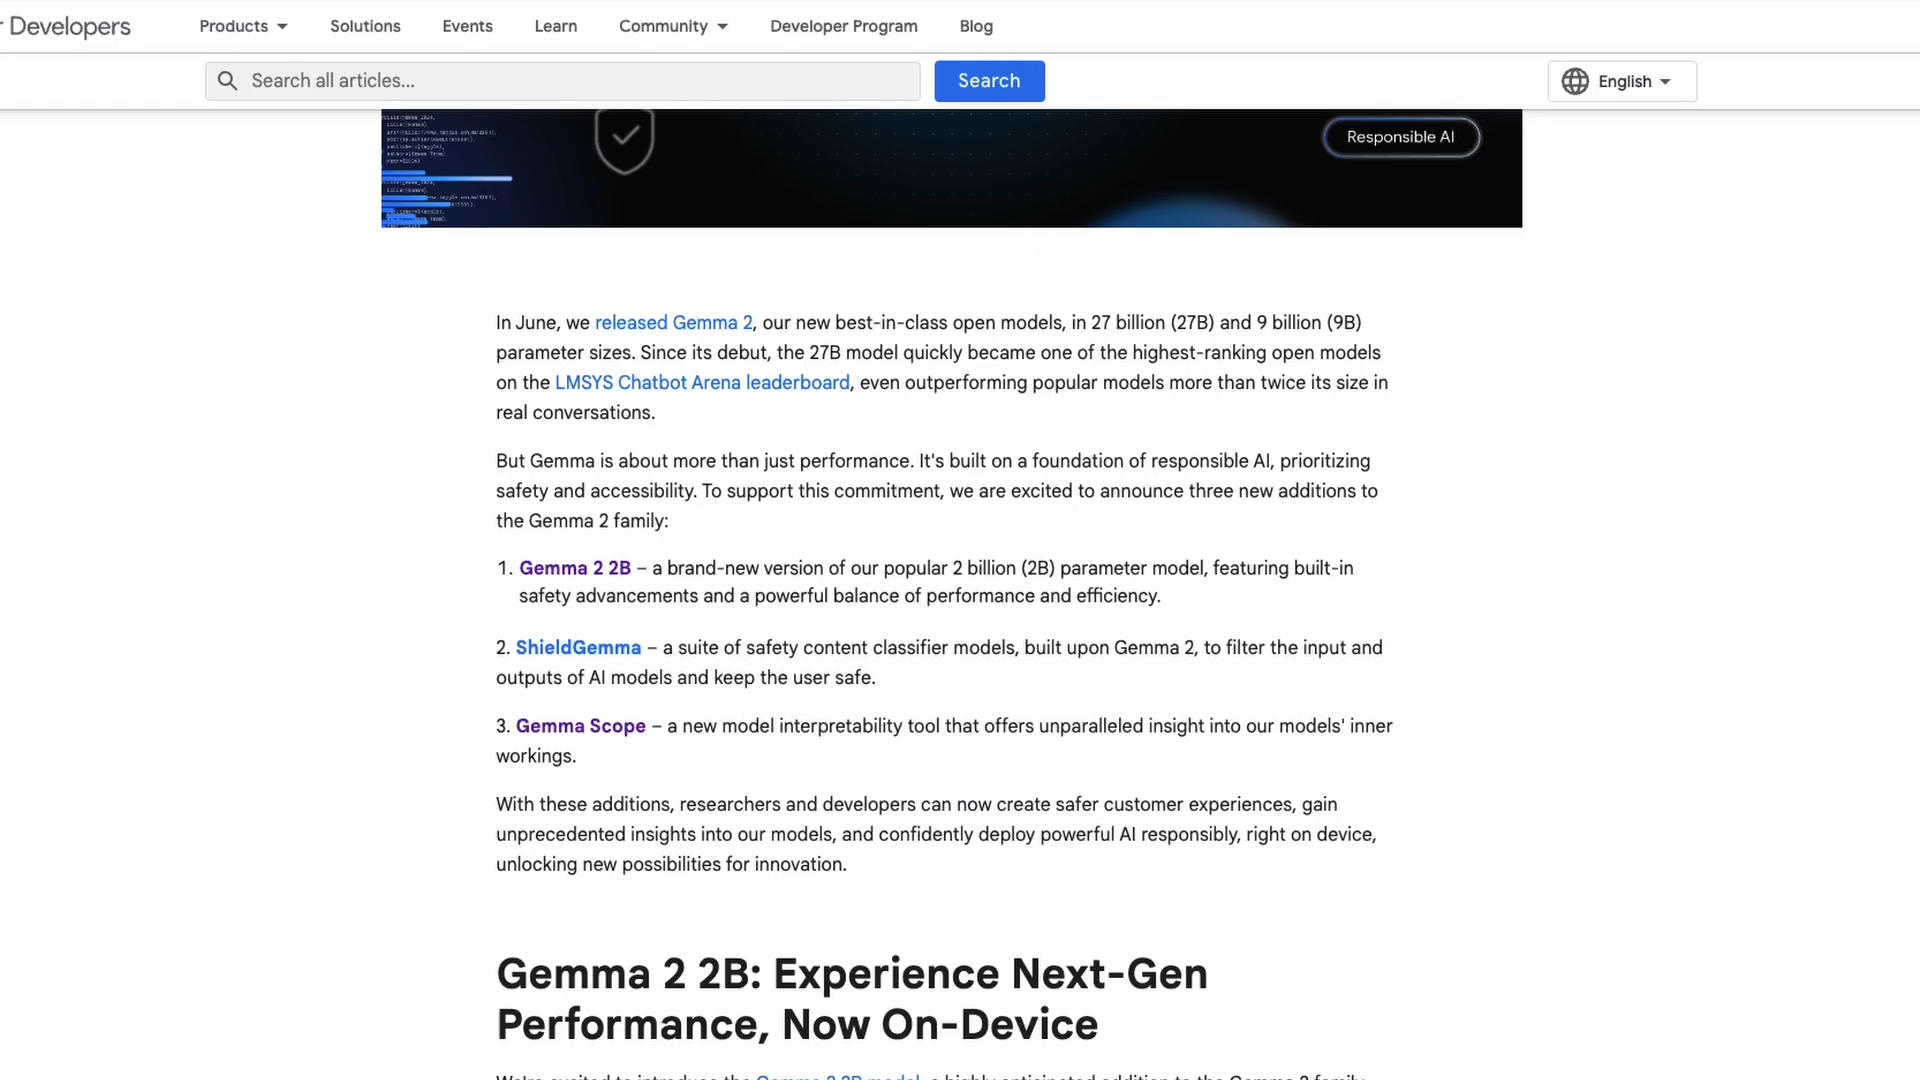 Developers
Products
Solutions
Events
Learn
Community
Developer Program
Blog
Search all articles...
Search
English
Responsible AI
In June, we released Gemma 2, our new best-in-class open models, in 27 billion (27B) and 9 billion (9B)
parameter sizes. Since its debut, the 27B model quickly became one of the highest-ranking open models
on the LMSYS Chatbot Arena leaderboard, even outperforming popular models more than twice its size in
real conversations.
But Gemma is about more than just performance. It's built on a foundation of responsible AI, prioritizing
safety and accessibility. To support this commitment, we are excited to announce three new additions to
the Gemma 2 family:
1. Gemma 2 2B – a brand-new version of our popular 2 billion (2B) parameter model, featuring built-in
safety advancements and a powerful balance of performance and efficiency.
2. ShieldGemma – a suite of safety content classifier models, built upon Gemma 2, to filter the input and
outputs of AI models and keep the user safe.
3. Gemma Scope – a new model interpretability tool that offers unparalleled insight into our models' inner
workings.
With these additions, researchers and developers can now create safer customer experiences, gain
unprecedented insights into our models, and confidently deploy powerful AI responsibly, right on device,
unlocking new possibilities for innovation.
Gemma 2 2B: Experience Next-Gen
Performance, Now On-Device